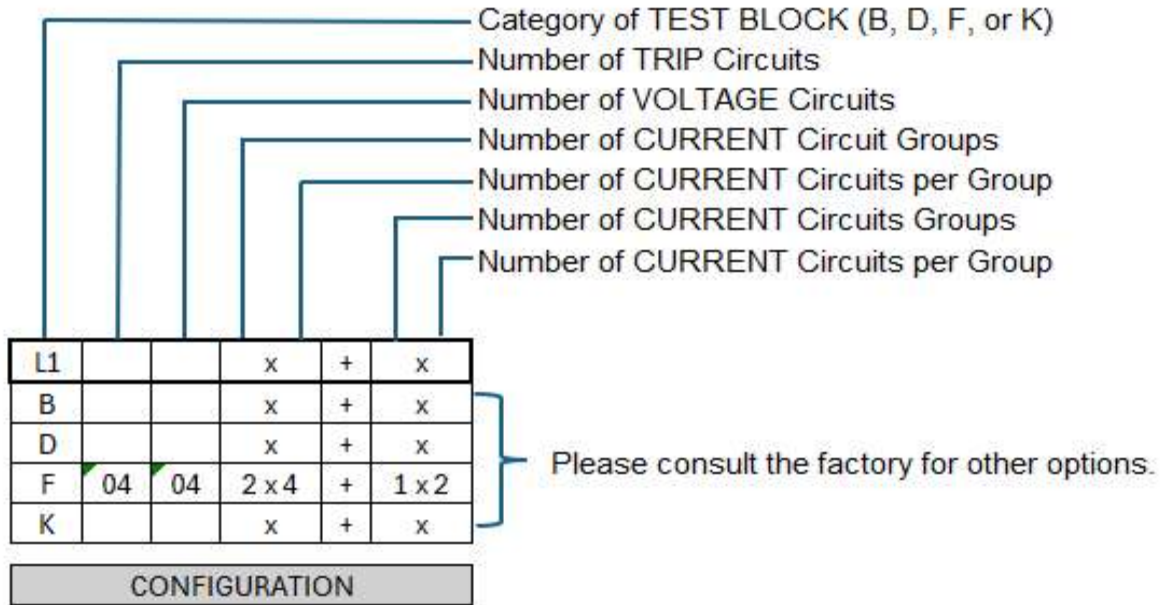 Category of TEST BLOCK (B, D, F, or K)
Number of TRIP Circuits
Number of VOLTAGE Circuits
Number of CURRENT Circuit Groups
Number of CURRENT Circuits per Group
Number of CURRENT Circuits Groups
Number of CURRENT Circuits per Group
L1 x + x
B x + x
D x + x
F 04 04 2 x 4 + 1 x 2
K x + x
Please consult the factory for other options.
CONFIGURATION